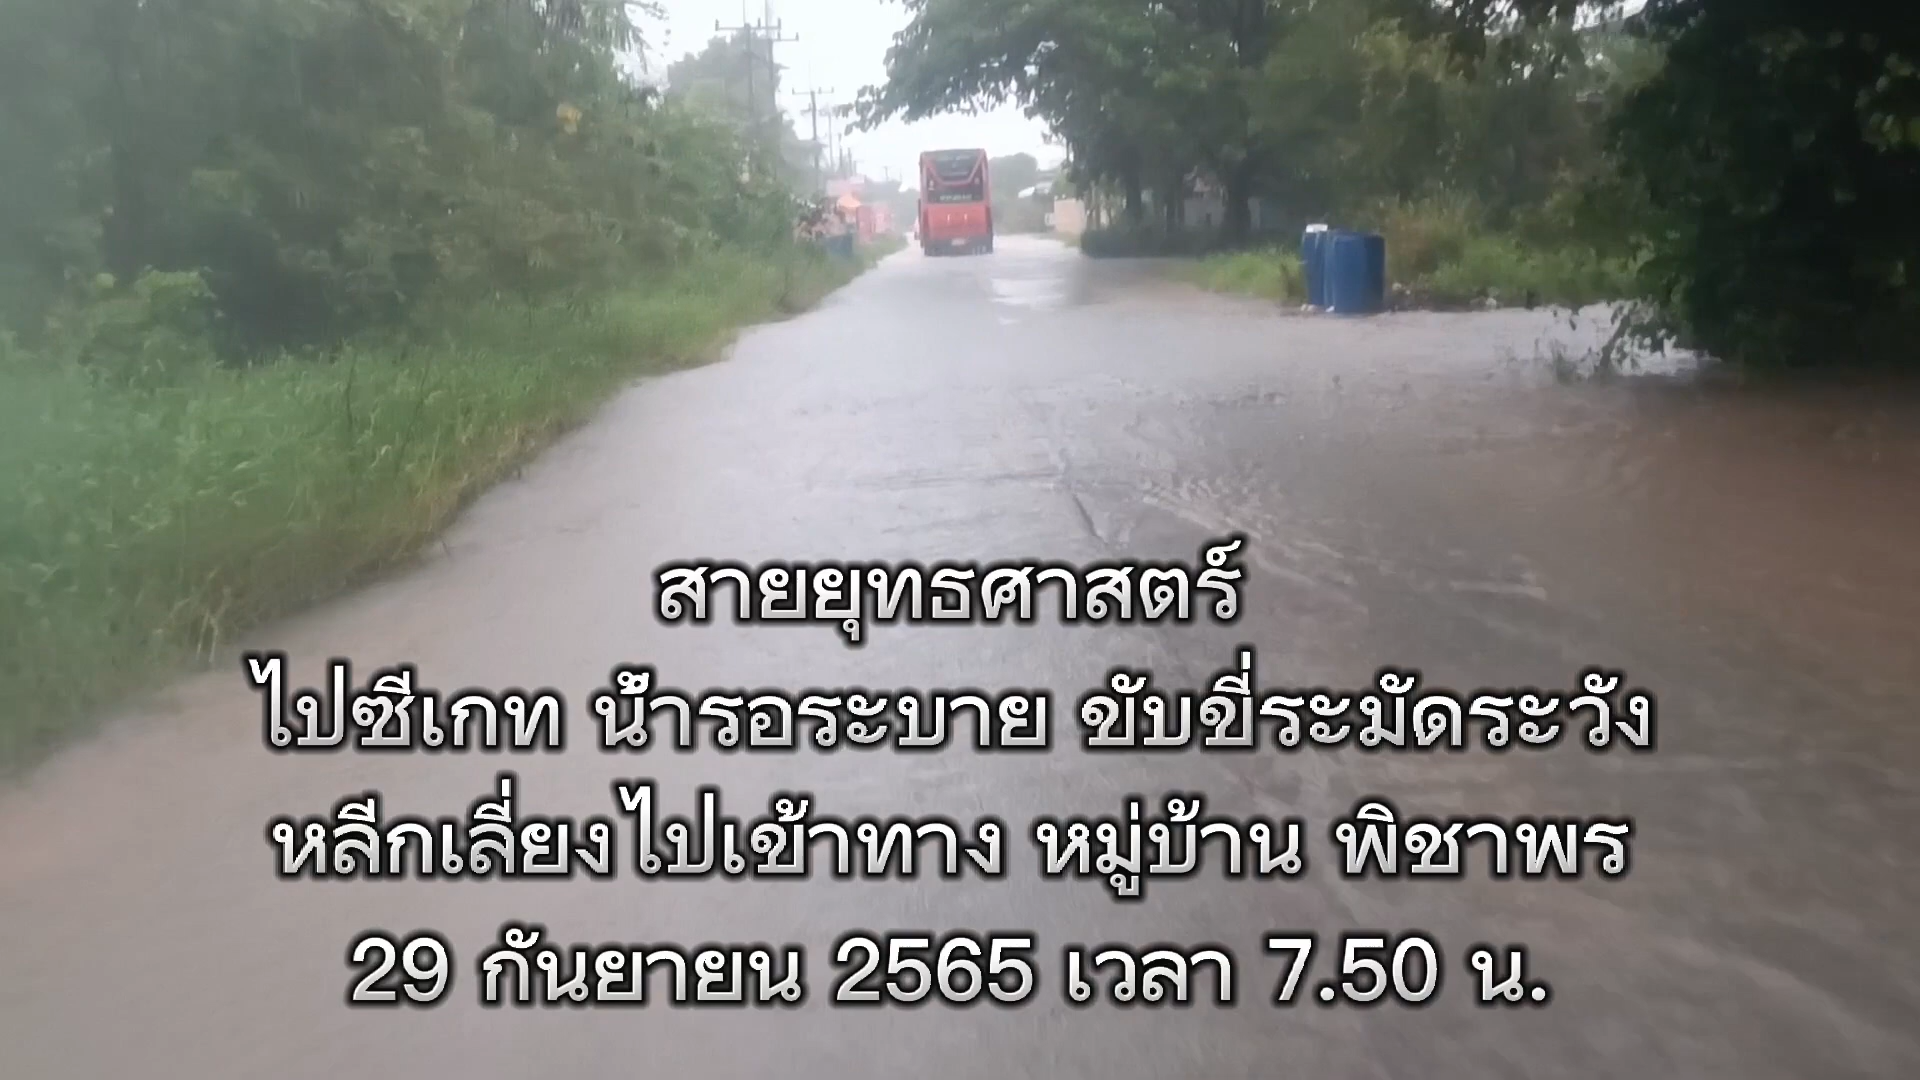 สายยุทธศาสตร์
ไปซีเกท น้ำรอระบาย ขับขี่ระมัดระวัง
หลีกเลี่ยงไปเข้าทาง หมู่บ้าน พิชาพร
29 กันยายน 2565 เวลา 7.50 น.